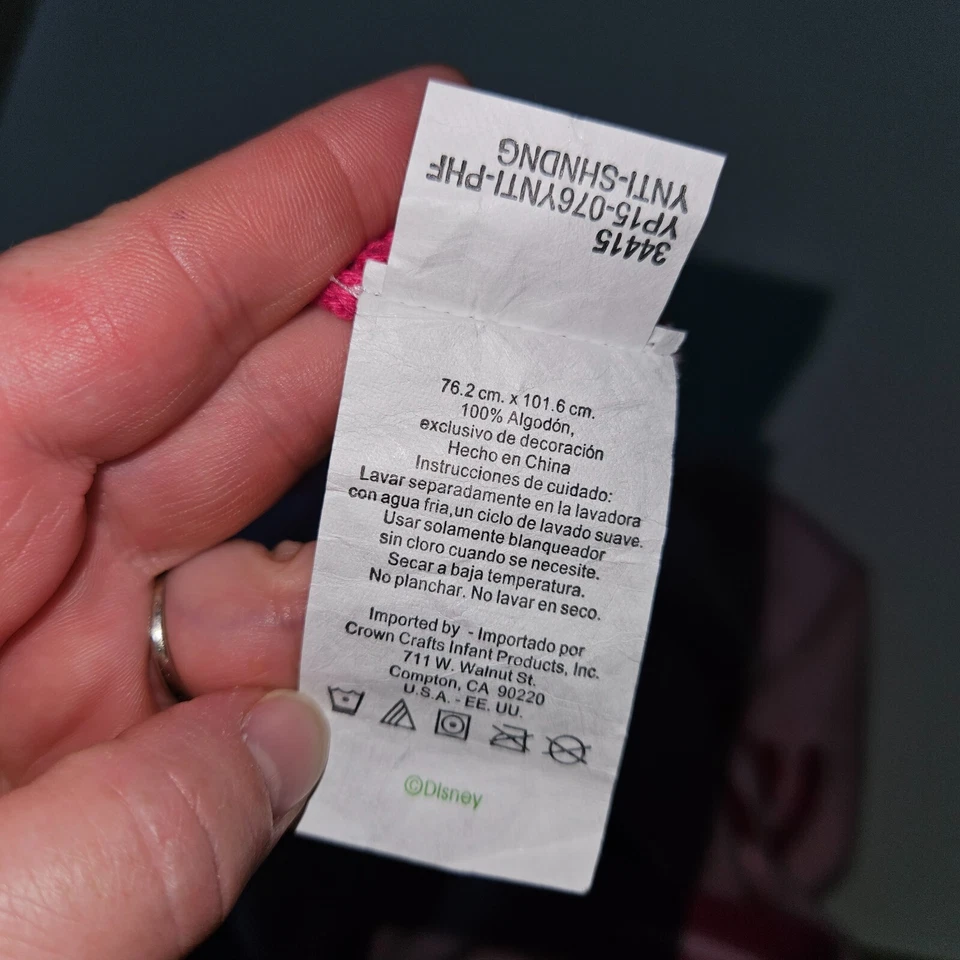 34415
YP15-076YNTI-PHF
YNTI-SHNDNG
76.2 cm. x 101.6 cm.
100% Algodón,
exclusivo de decoración
Hecho en China
Instrucciones de cuidado:
Lavar separadamente en la lavadora
con agua fria,un ciclo de lavado suave.
Usar solamente blanqueador
sin cloro cuando se necesite.
Secar a baja temperatura.
No planchar. No lavar en seco.
Imported by - Importado por
Crown Crafts Infant Products, Inc.
711 W. Walnut St.
Compton, CA 90220
U.S.A. - EE. UU.
©Disney